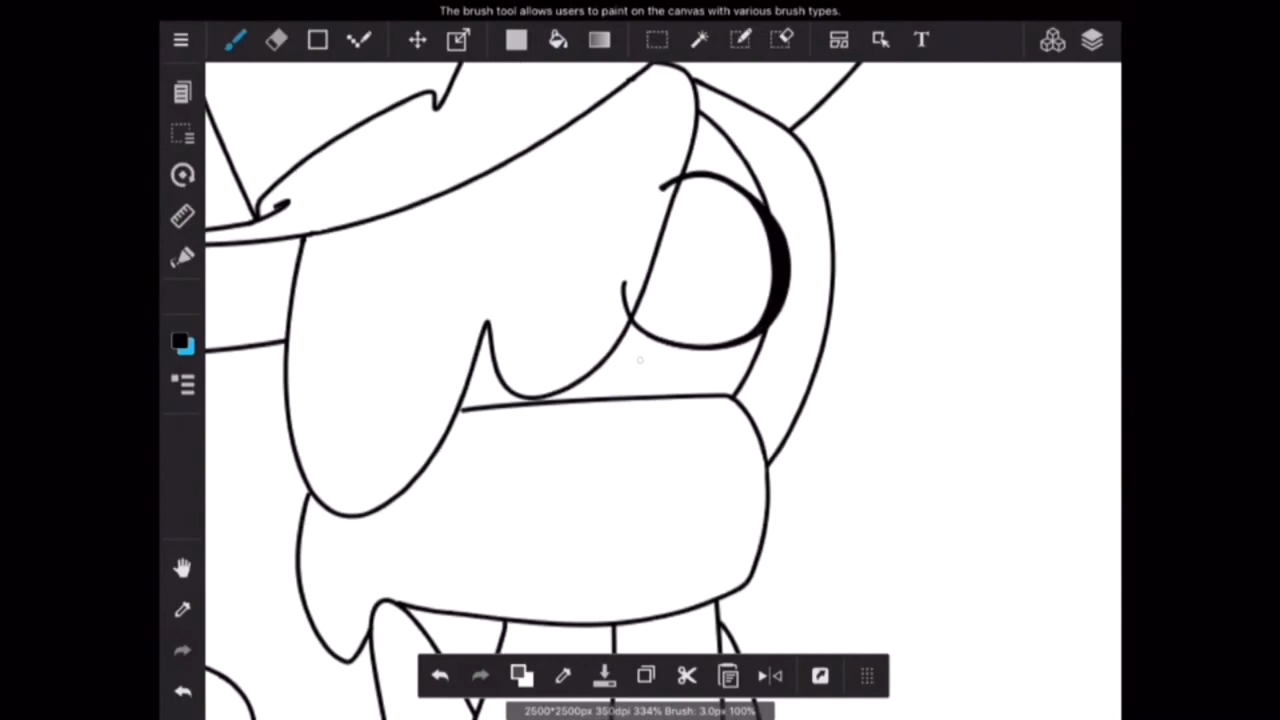 The brush tool allows users to paint on the canvas with various brush types.
T
2500*2500px 350dpi 334% Brush: 3.0px 100%